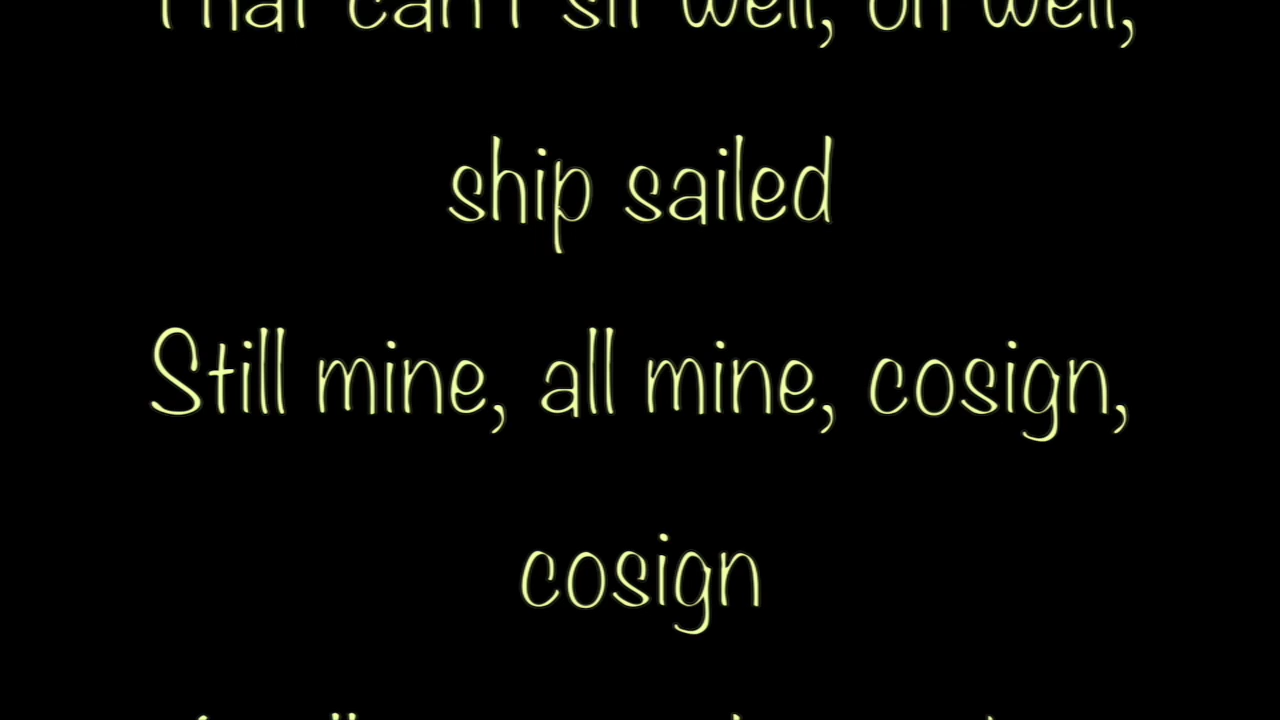 That can't sit well, oh well,
ship sailed
Still mine, all mine, cosign,
cosign